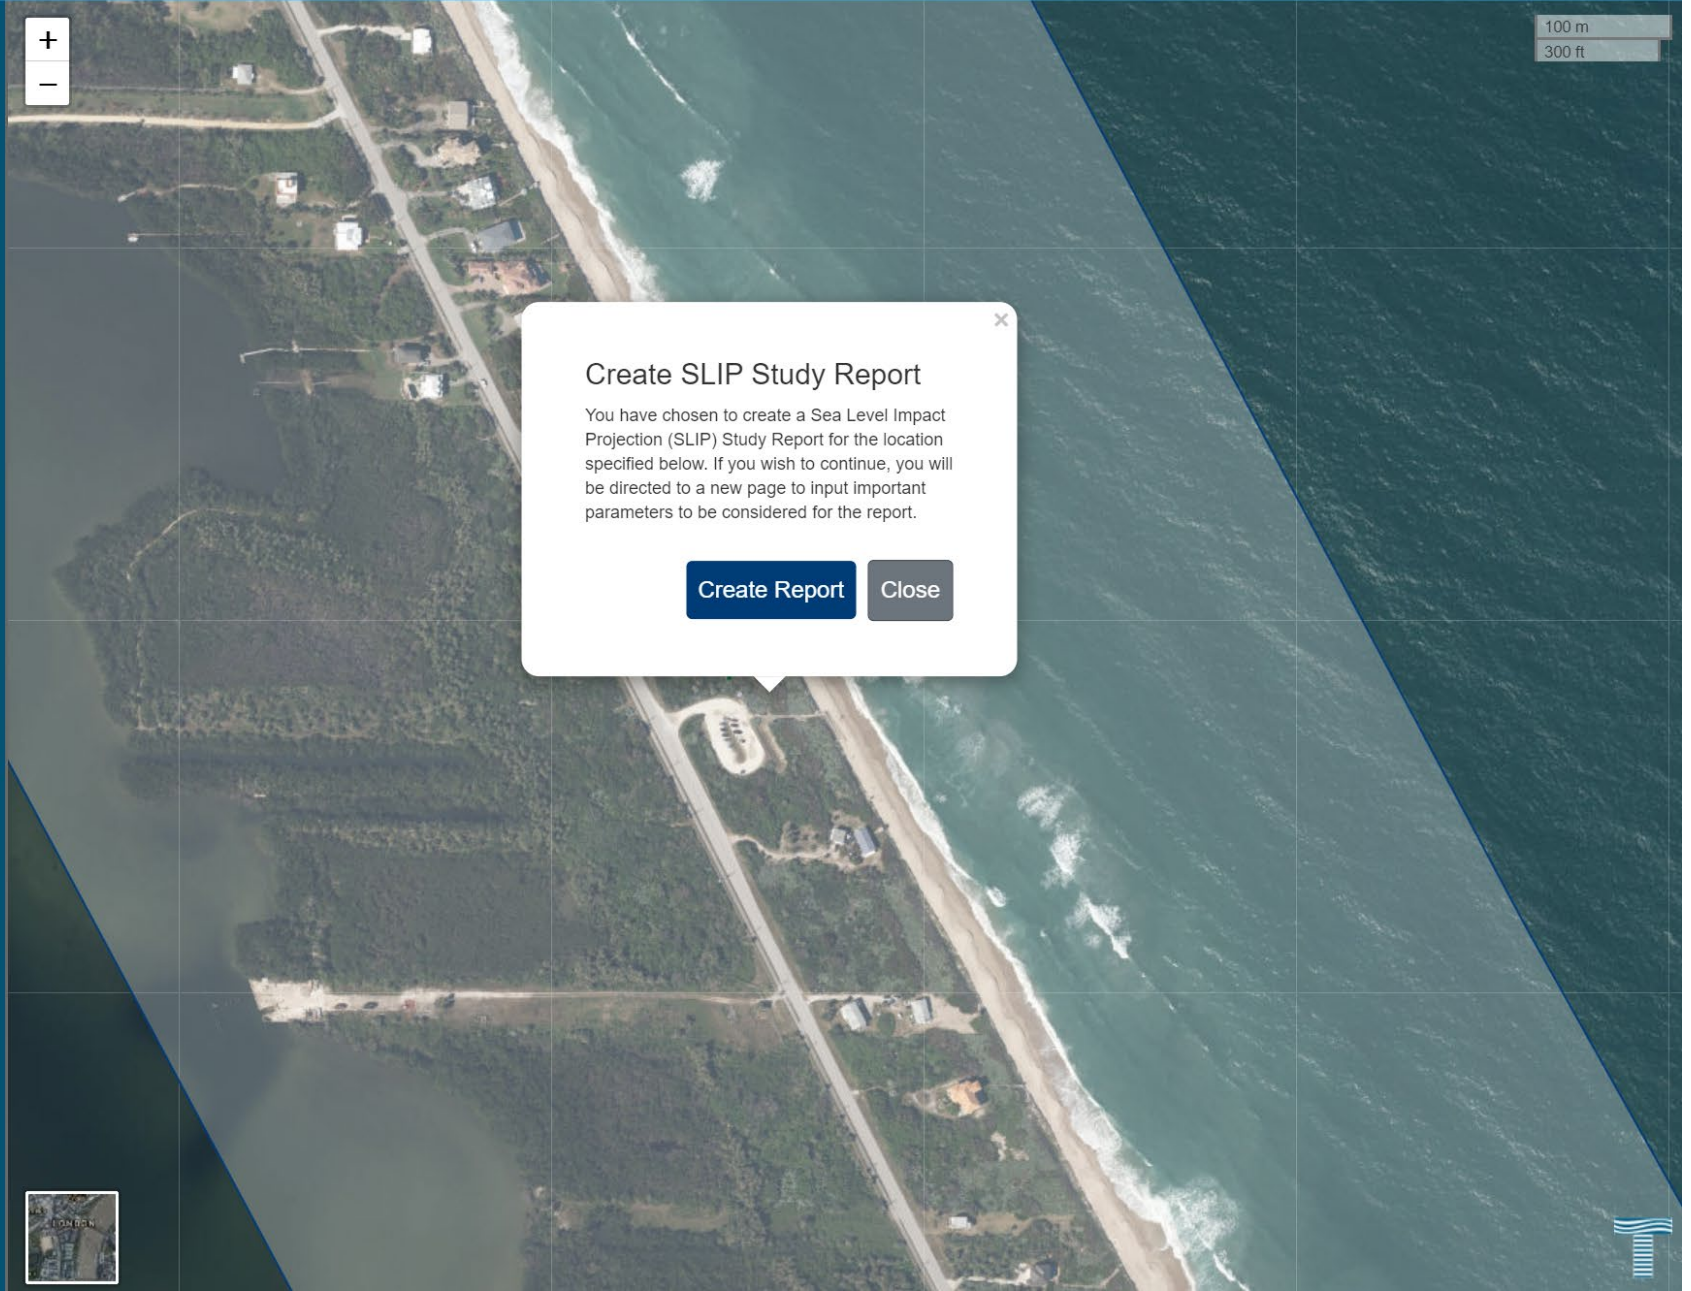 +
−
100 m
300 ft
×
Create SLIP Study Report
You have chosen to create a Sea Level Impact
Projection (SLIP) Study Report for the location
specified below. If you wish to continue, you will
be directed to a new page to input important
parameters to be considered for the report.
Create Report
Close
LONDON